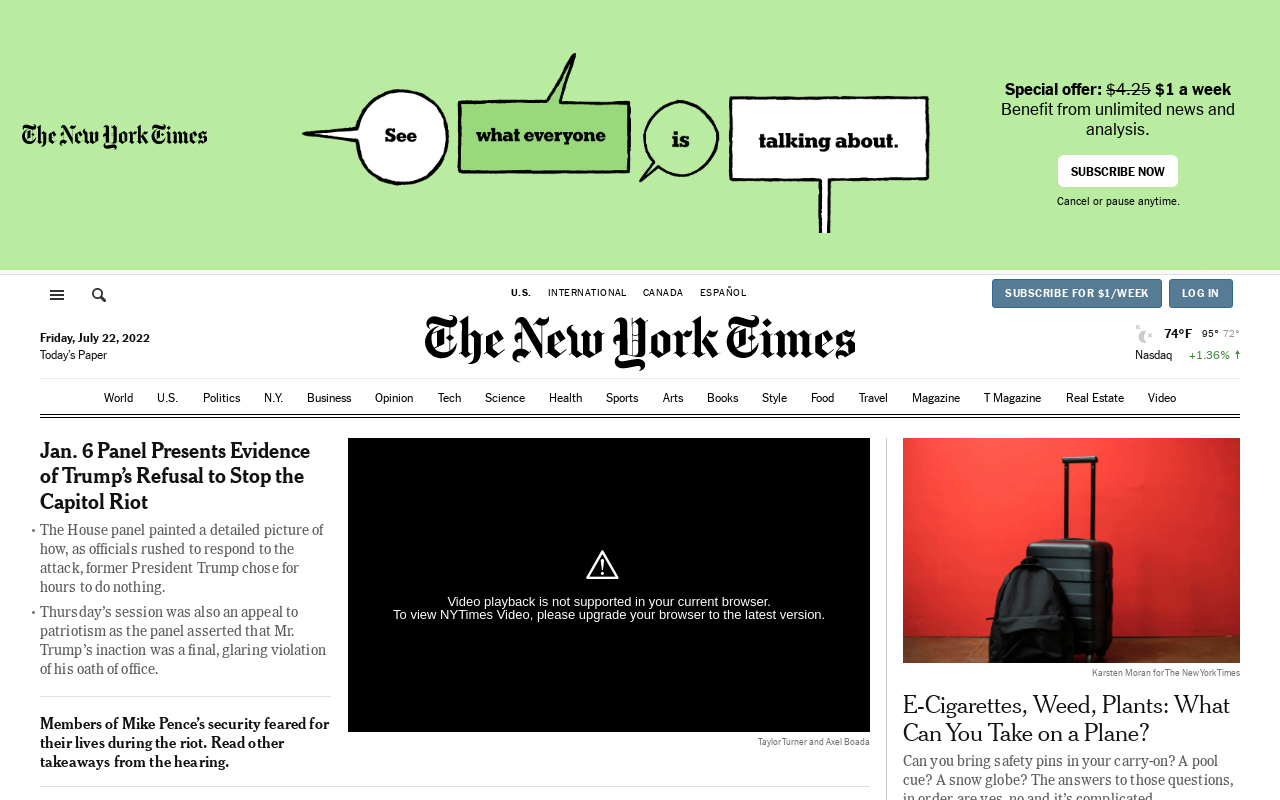 The New York Times
See
what everyone
is
talking about.
Special offer: $4.25 $1 a week
Benefit from unlimited news and
analysis.
SUBSCRIBE NOW
Cancel or pause anytime.
U.S. INTERNATIONAL CANADA ESPAÑOL
SUBSCRIBE FOR $1/WEEK LOG IN
The New York Times
Friday, July 22, 2022
Today's Paper
74°F 95° 72°
Nasdaq +1.36% ↑
World U.S. Politics N.Y. Business Opinion Tech Science Health Sports Arts Books Style Food Travel Magazine T Magazine Real Estate Video
Jan. 6 Panel Presents Evidence
of Trump’s Refusal to Stop the
Capitol Riot
• The House panel painted a detailed picture of
how, as officials rushed to respond to the
attack, former President Trump chose for
hours to do nothing.
• Thursday’s session was also an appeal to
patriotism as the panel asserted that Mr.
Trump’s inaction was a final, glaring violation
of his oath of office.
Members of Mike Pence’s security feared for
their lives during the riot. Read other
takeaways from the hearing.
Video playback is not supported in your current browser.
To view NYTimes Video, please upgrade your browser to the latest version.
Taylor Turner and Axel Boada
Karsten Moran for The New York Times
E-Cigarettes, Weed, Plants: What
Can You Take on a Plane?
Can you bring safety pins in your carry-on? A pool
cue? A snow globe? The answers to those questions,
in order are yes, no and it’s complicated.